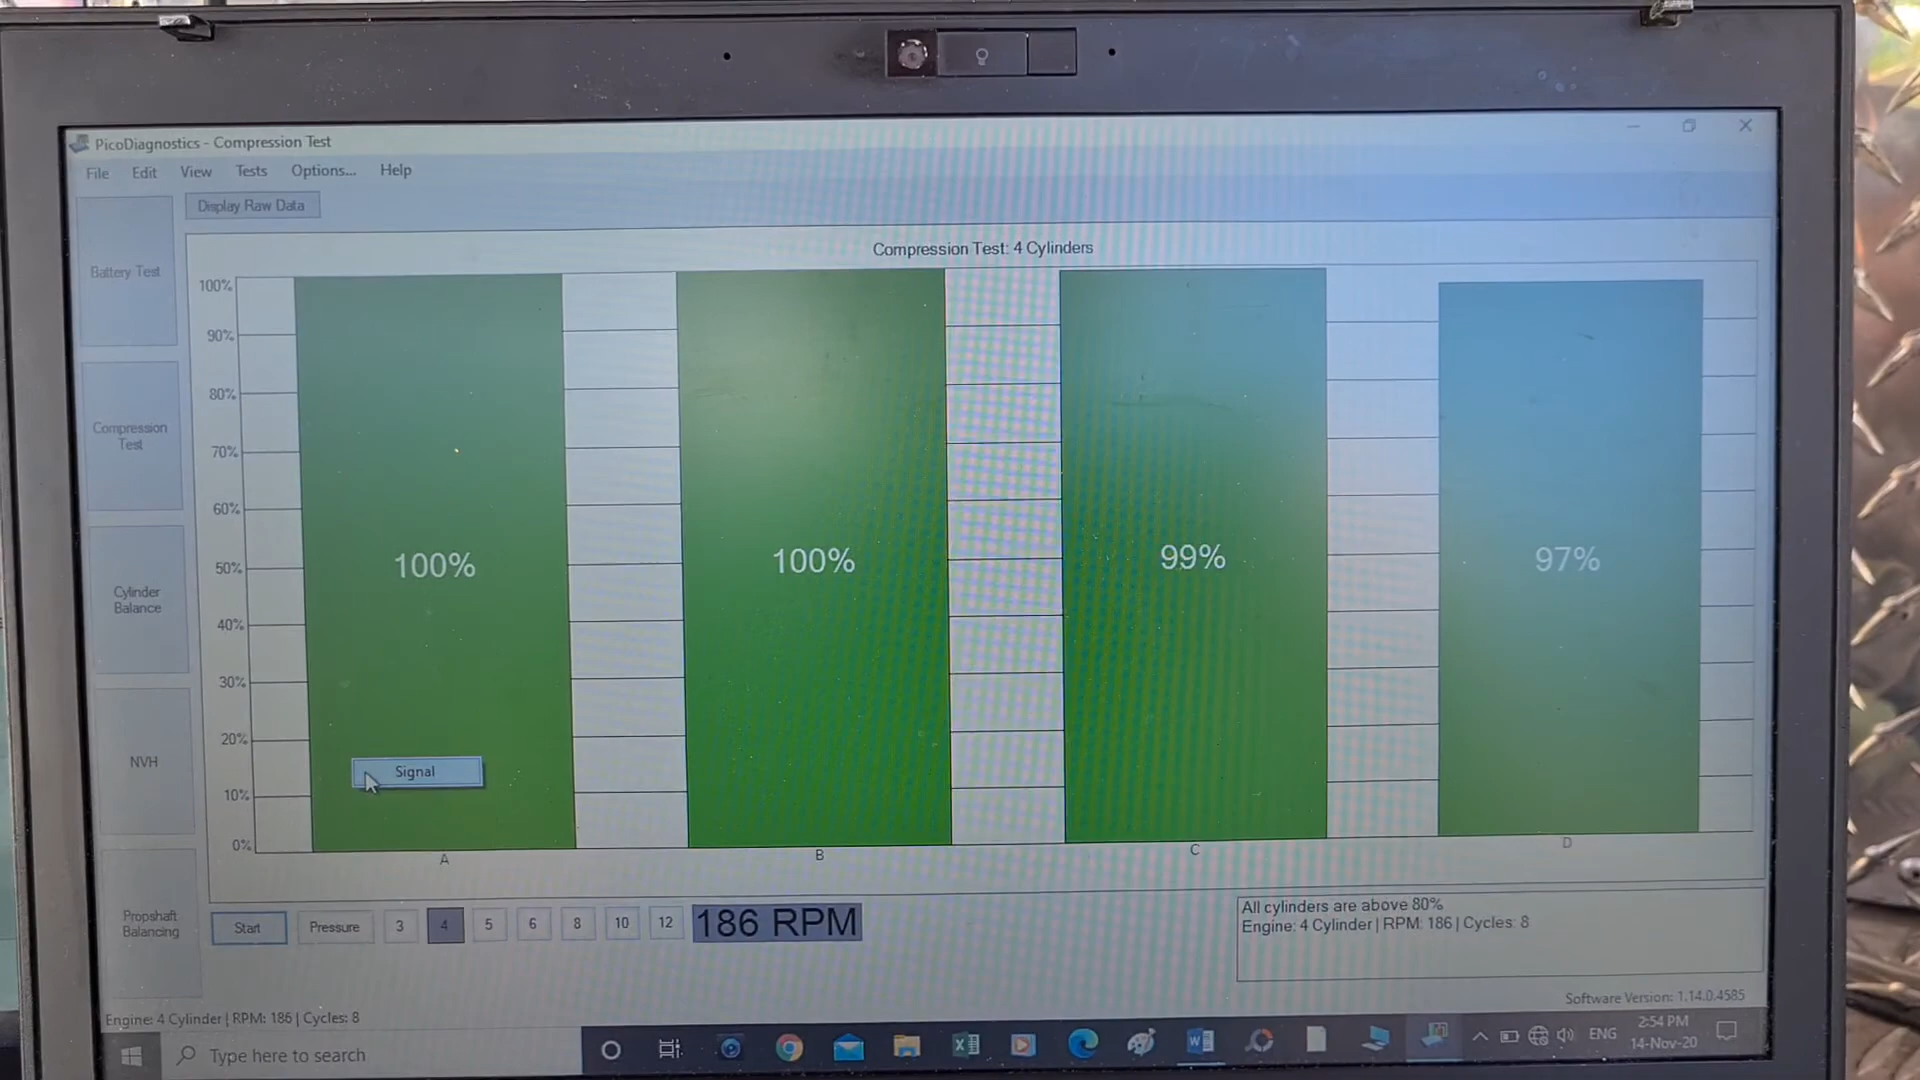 PicoDiagnostics - Compression Test
File Edit View Tests Options... Help
Display Raw Data
Battery Test
Compression
Test
Cylinder
Balance
NVH
Propshaft
Balancing
Compression Test: 4 Cylinders
100%
90%
80%
70%
60%
50%
40%
30%
20%
10%
0%
100% 100% 99% 97%
Signal
A B C D
Start Pressure 3 4 5 6 8 10 12 186 RPM
All cylinders are above 80%
Engine: 4 Cylinder | RPM: 186 | Cycles: 8
Software Version: 1.14.0.4585
Engine: 4 Cylinder | RPM: 186 | Cycles: 8
Type here to search
ENG
2:54 PM
14-Nov-20